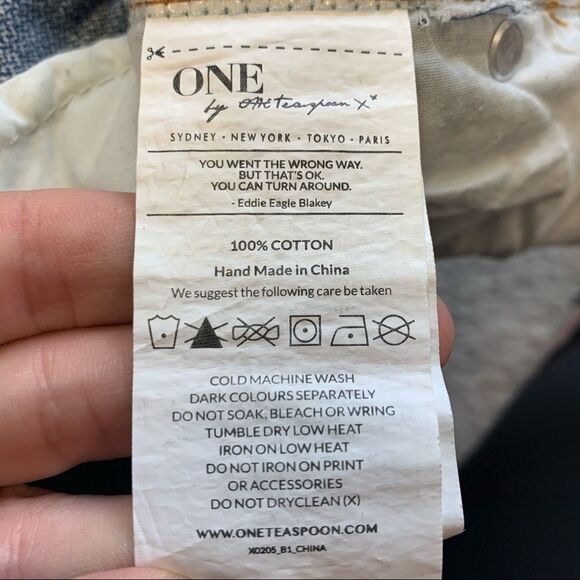 ONE
by One Teaspoon X
SYDNEY • NEW YORK • TOKYO • PARIS
YOU WENT THE WRONG WAY.
BUT THAT'S OK.
YOU CAN TURN AROUND.
- Eddie Eagle Blakey
100% COTTON
Hand Made in China
We suggest the following care be taken
COLD MACHINE WASH
DARK COLOURS SEPARATELY
DO NOT SOAK, BLEACH OR WRING
TUMBLE DRY LOW HEAT
IRON ON LOW HEAT
DO NOT IRON ON PRINT
OR ACCESSORIES
DO NOT DRYCLEAN (X)
WWW.ONETEASPOON.COM
X0205_B1_CHINA